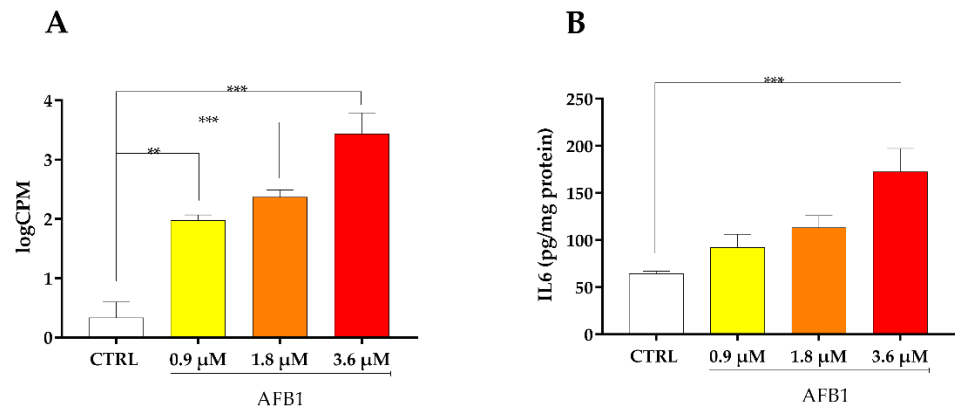 A
logCPM
4
3
2
1
0
***
***
**
CTRL 0.9 μM 1.8 μM 3.6 μM
AFB1
B
IL6 (pg/mg protein)
250
200
150
100
50
0
***
CTRL 0.9 μM 1.8 μM 3.6 μM
AFB1